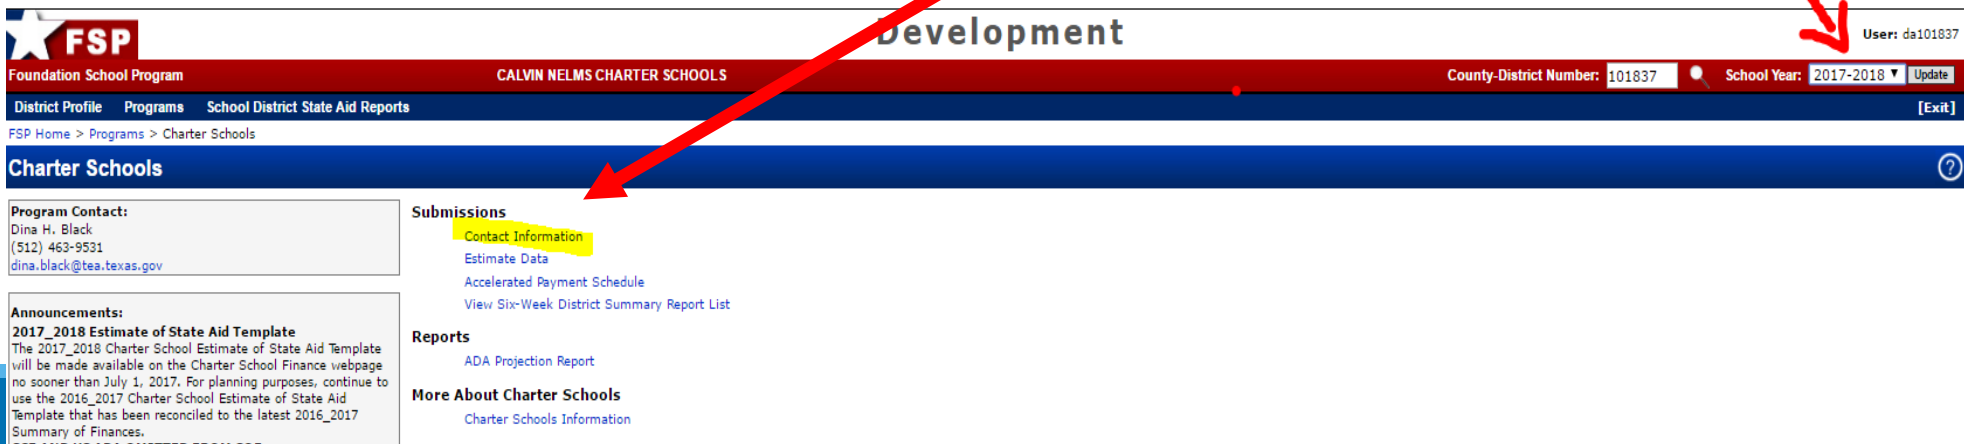 FSP
Development
User: da101837
Foundation School Program
CALVIN NELMS CHARTER SCHOOLS
County-District Number: 101837
School Year: 2017-2018 Update
District Profile Programs School District State Aid Reports
[Exit]
FSP Home > Programs > Charter Schools
Charter Schools
?
Program Contact:
Dina H. Black
(512) 463-9531
dina.black@tea.texas.gov
Announcements:
2017_2018 Estimate of State Aid Template
The 2017_2018 Charter School Estimate of State Aid Template
will be made available on the Charter School Finance webpage
no sooner than July 1, 2017. For planning purposes, continue to
use the 2016_2017 Charter School Estimate of State Aid
Template that has been reconciled to the latest 2016_2017
Summary of Finances.
Submissions
Contact Information
Estimate Data
Accelerated Payment Schedule
View Six-Week District Summary Report List
Reports
ADA Projection Report
More About Charter Schools
Charter Schools Information